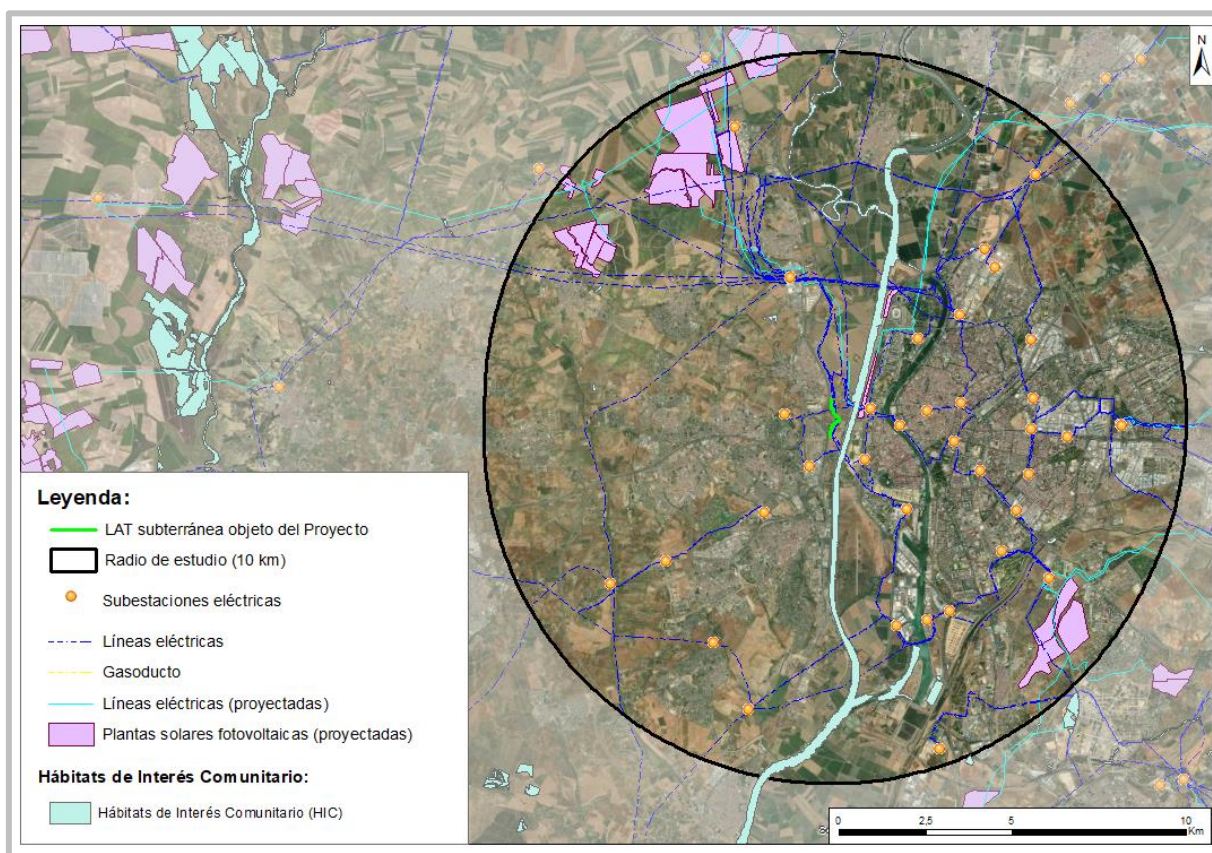 N
Leyenda:
LAT subterránea objeto del Proyecto
Radio de estudio (10 km)
Subestaciones eléctricas
Líneas eléctricas
Gasoducto
Líneas eléctricas (proyectadas)
Plantas solares fotovoltaicas (proyectadas)
Hábitats de Interés Comunitario:
Hábitats de Interés Comunitario (HIC)
0 2,5 5 10
Km